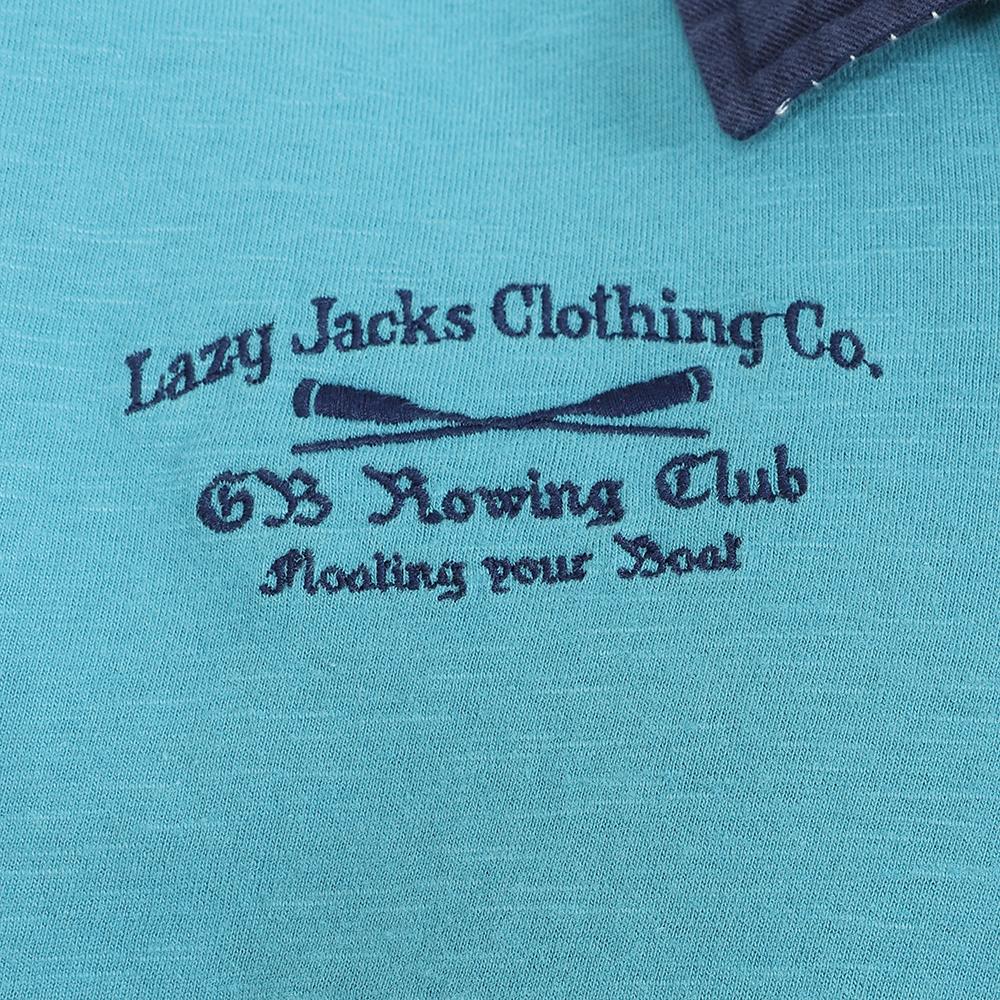 Lazy Jacks Clothing Co.
GB Rowing Club
Floating your Boat